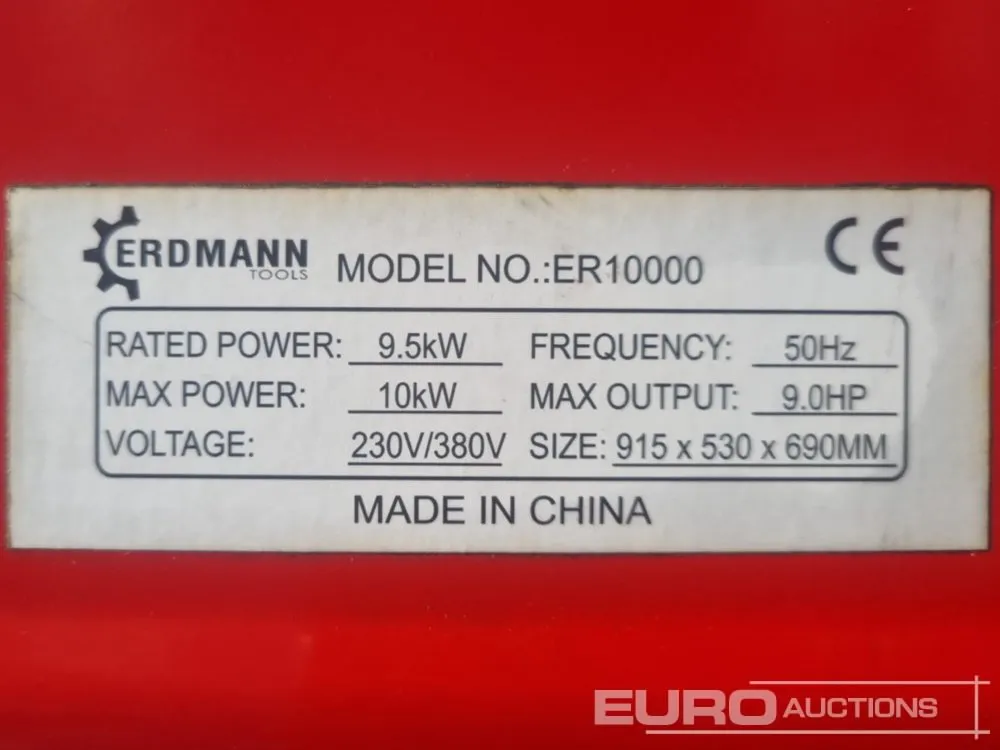 ERDMANN
TOOLS
MODEL NO.:ER10000
CE
RATED POWER: 9.5kW FREQUENCY: 50Hz
MAX POWER: 10kW MAX OUTPUT: 9.0HP
VOLTAGE: 230V/380V SIZE: 915 x 530 x 690MM
MADE IN CHINA
EURO AUCTIONS